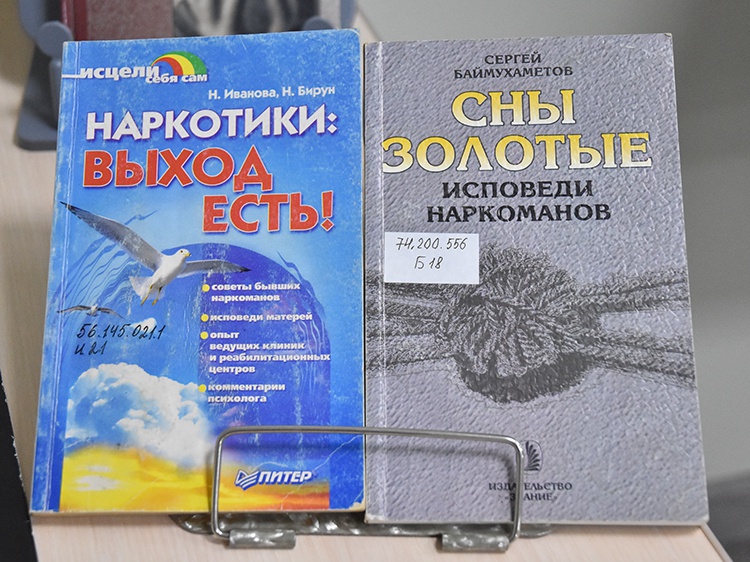 исцели
себя сам
Н. Иванова, Н. Бирун
НАРКОТИКИ:
ВЫХОД
ЕСТЬ!
советы бывших
наркоманов
исповеди матерей
опыт
ведущих клиник
и реабилитационных
центров
комментарии
психолога
56.145.021.1
И 21
ПИТЕР
СЕРГЕЙ
БАЙМУХАМЕТОВ
СНЫ
ЗОЛОТЫЕ
ИСПОВЕДИ
НАРКОМАНОВ
74.200.556
Б 18
ИЗДАТЕЛЬСТВО
«ЗНАНИЕ»